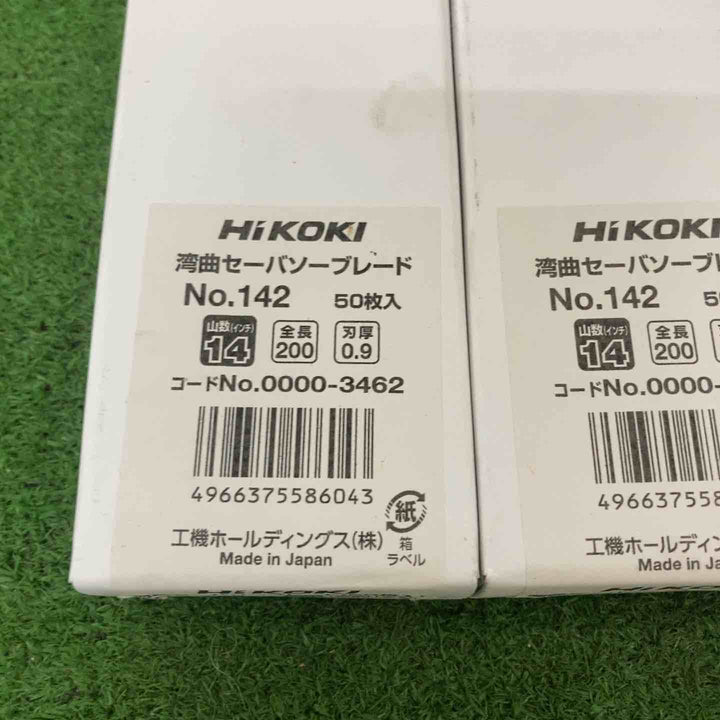 HiKOKI
湾曲セーバソーブレード
No.142 50枚入
山数(インチ) 14
全長 200
刃厚 0.9
コードNo.0000-3462
4966375586043
紙
箱
ラベル
工機ホールディングス(株)
Made in Japan
HiKOKI
HiKOKI
湾曲セーバソーブ
No.142
山数(インチ) 14
全長 200
コードNo.0000-
49663755
工機ホールディン
Made in Ja
HiKOKI